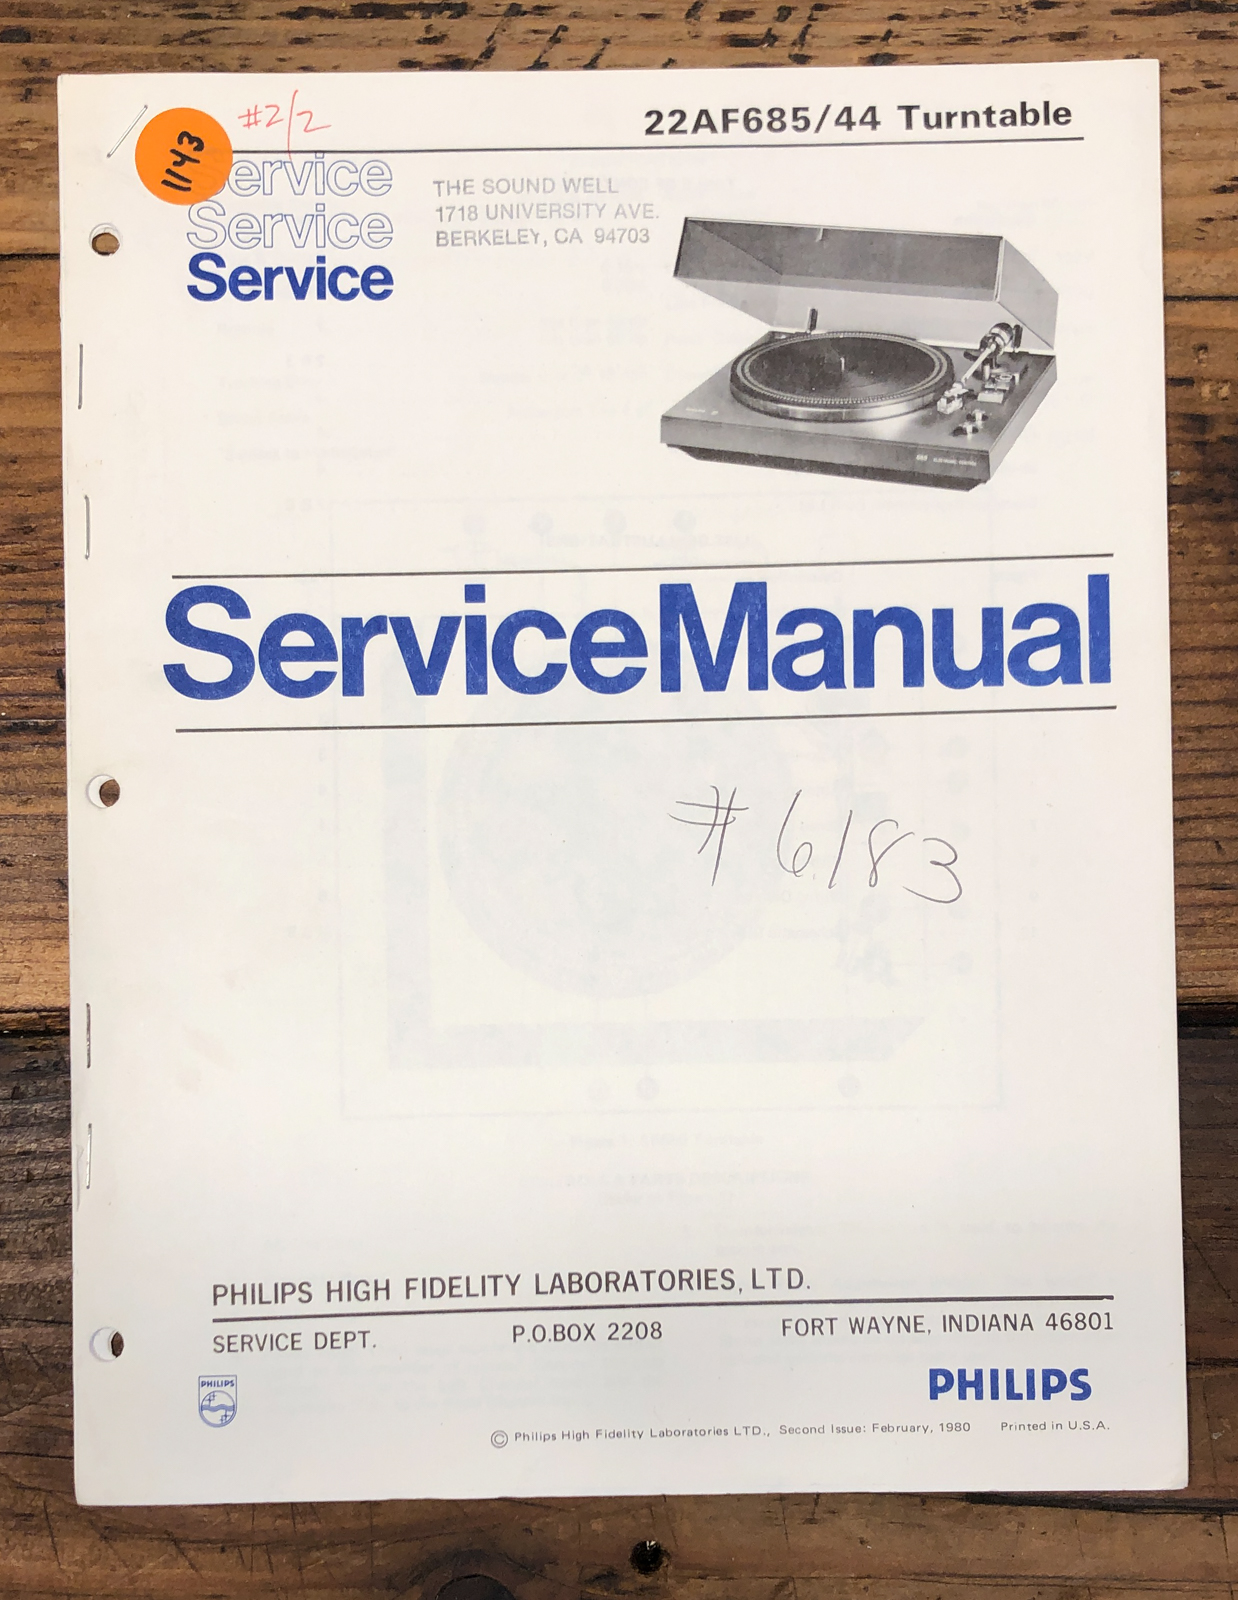 #2/2
22AF685/44 Turntable
1143
Service
Service
Service
THE SOUND WELL
1718 UNIVERSITY AVE.
BERKELEY, CA 94703
Service Manual
#6183
PHILIPS HIGH FIDELITY LABORATORIES, LTD.
SERVICE DEPT. P.O.BOX 2208 FORT WAYNE, INDIANA 46801
PHILIPS
PHILIPS
© Philips High Fidelity Laboratories LTD., Second Issue: February, 1980 Printed in U.S.A.